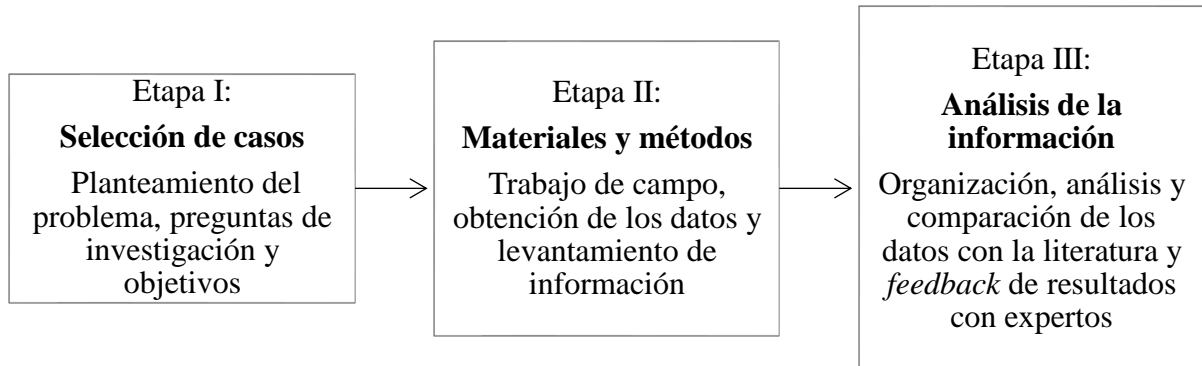 Etapa I:
Selección de casos
Planteamiento del
problema, preguntas de
investigación y
objetivos
Etapa II:
Materiales y métodos
Trabajo de campo,
obtención de los datos y
levantamiento de
información
Etapa III:
Análisis de la
información
Organización, análisis y
comparación de los
datos con la literatura y
feedback de resultados
con expertos